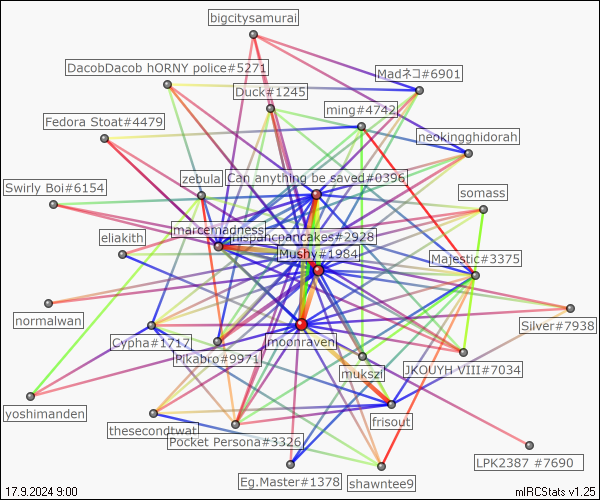 bigcitysamurai
DacobDacob hORNY police#5271
Madネコ#6901
Duck#1245
ming#4742
Fedora Stoat#4479
neokingghidorah
zebula
Can anything be saved#0396
Swirly Boi#6154
somass
marcemadness
hispanicpancakes#2928
eliakith
Mushy#1984
Majestic#3375
normalwan
Silver#7938
Cypha#1717
moonraven
Pikabro#9971
mukszi
JKOUYH VIII#7034
yoshimanden
thesecondtwat
frisout
Pocket Persona#3326
LPK2387 #7690
Eg.Master#1378
shawntee9
17.9.2024 9:00
mIRCStats v1.25